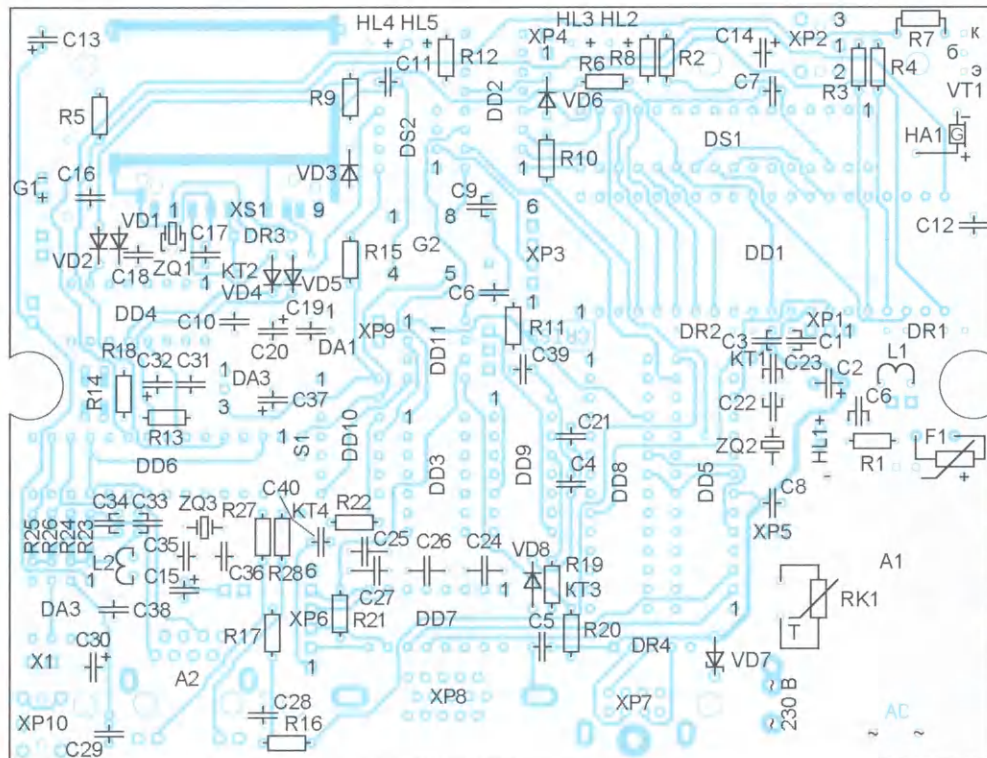 HL4 HL5
HL3 HL2
3
R7
к
C13
C11
R12
XP4
1
R6
R8
R2
C14
XP2
1
б
э
C7
2
R3
R4
VT1
R5
R9
DD2
VD6
1
DS2
R10
DS1
HA1
G
−
+
G1
C16
VD3
1
1
C9
VD1
1
XS1
9
1
8
6
C17
DR3
G2
C12
VD2
C18
ZQ1
KT2
R15
XP3
DD1
1
VD4
VD5
4
5
C6
1
DD4
C10
C19
1
XP9
1
R11
DR2
XP1
DR1
C20
DA1
DD11
C3
C1
1
R18
C32
C31
1
DA3
C39
1
KT1
C23
L1
C2
R14
3
C37
1
1
C22
C6
R13
C21
HL1
+
-
DD6
S1
DD10
DD3
DD9
C4
DD8
DD5
ZQ2
R1
F1
+
C8
R25
R26
R24
R23
C34
C33
ZQ3
R27
C40
KT4
R22
XP5
L2
C35
C25
C26
C24
VD8
R19
A1
1
C15
C36
R28
6
C27
1
KT3
RK1
T
DA3
C38
R17
XP6
R21
DD7
C5
R20
1
X1
C30
A2
1
DR4
VD7
XP8
XP7
~ 230 В ~
XP10
C29
C28
R16
AC
~ ~